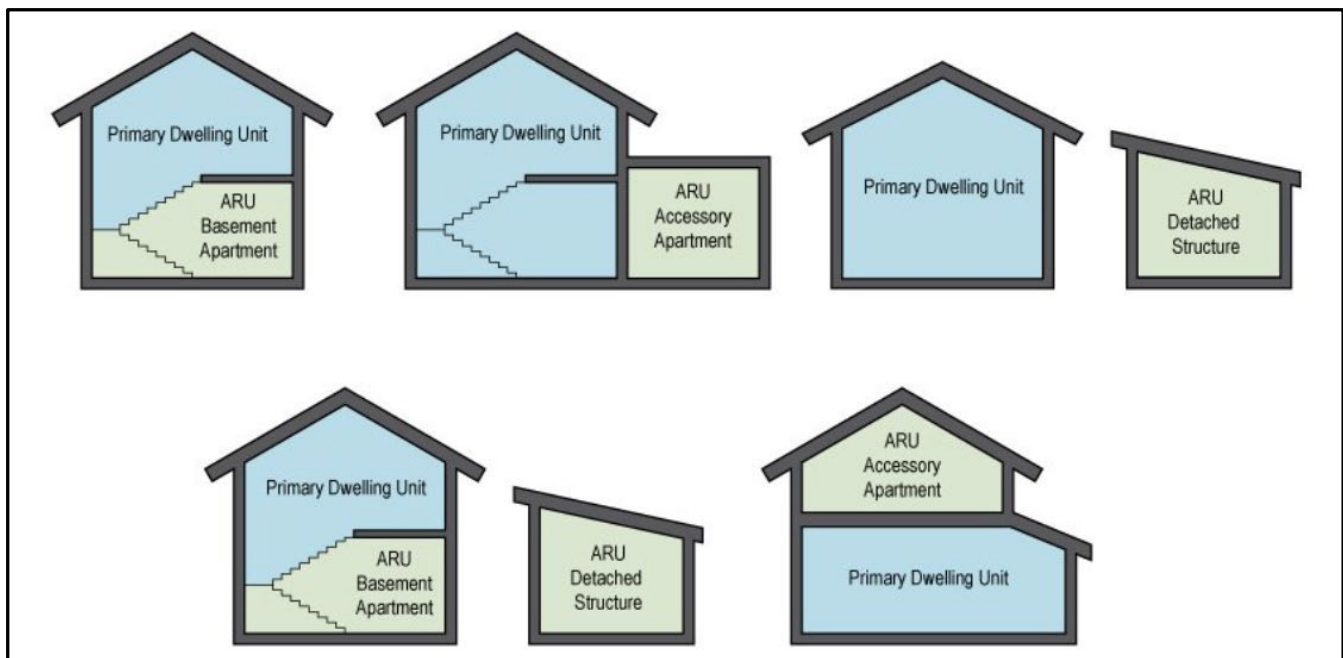 Primary Dwelling Unit
ARU
Basement
Apartment
Primary Dwelling Unit
ARU
Accessory
Apartment
Primary Dwelling Unit
ARU
Detached
Structure
Primary Dwelling Unit
ARU
Basement
Apartment
ARU
Detached
Structure
ARU
Accessory
Apartment
Primary Dwelling Unit